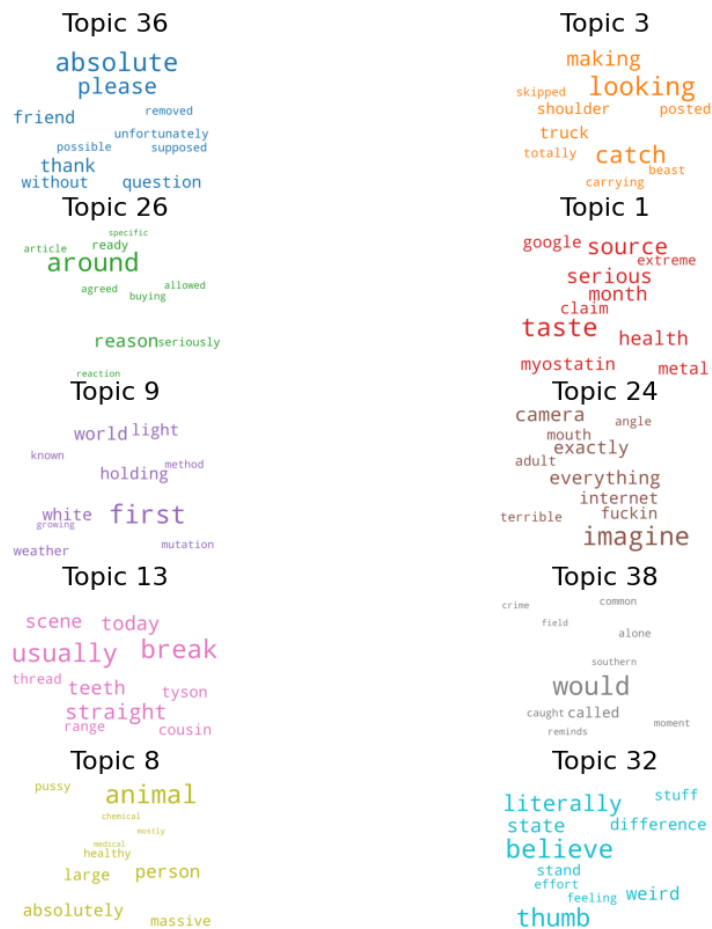 Topic 36
absolute
please
friend removed
unfortunately
possible supposed
thank
without question
Topic 3
making
looking
skipped
shoulder posted
truck
totally catch
beast
carrying
Topic 26
specific
article ready
around
agreed allowed
buying
reason seriously
reaction
Topic 1
google source
extreme
serious
month
claim
taste health
myostatin metal
Topic 9
world light
known
holding method
white first
growing
weather mutation
Topic 24
camera angle
mouth
exactly
adult
everything
internet
terrible fuckin
imagine
Topic 13
scene today
usually break
thread teeth tyson
straight
range cousin
Topic 38
crime common
field
alone
southern
would
caught called
moment
reminds
Topic 8
pussy animal
chemical
mostly
medical
healthy
large person
absolutely
massive
Topic 32
literally stuff
state difference
believe
stand
effort
feeling weird
thumb